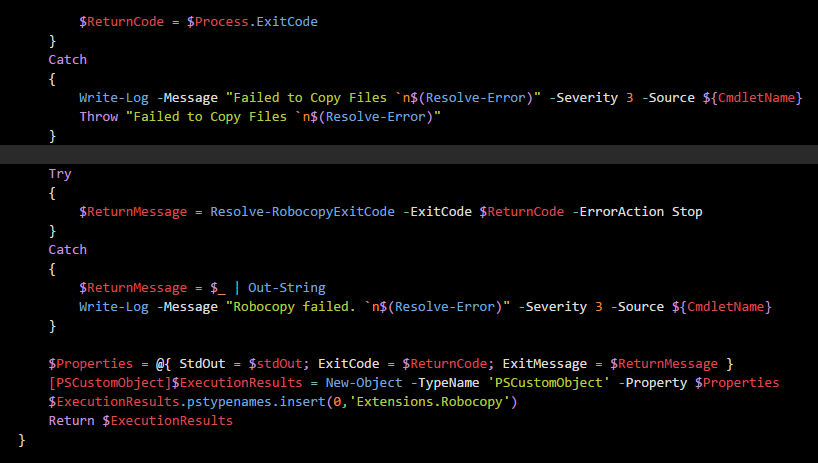 $ReturnCode = $Process.ExitCode
}
Catch
{
Write-Log -Message "Failed to Copy Files `n$(Resolve-Error)" -Severity 3 -Source ${CmdletName}
Throw "Failed to Copy Files `n$(Resolve-Error)"
}
Try
{
$ReturnMessage = Resolve-RobocopyExitCode -ExitCode $ReturnCode -ErrorAction Stop
}
Catch
{
$ReturnMessage = $_ | Out-String
Write-Log -Message "Robocopy failed. `n$(Resolve-Error)" -Severity 3 -Source ${CmdletName}
}
$Properties = @{ StdOut = $stdOut; ExitCode = $ReturnCode; ExitMessage = $ReturnMessage }
[PSCustomObject]$ExecutionResults = New-Object -TypeName 'PSCustomObject' -Property $Properties
$ExecutionResults.pstypenames.insert(0,'Extensions.Robocopy')
Return $ExecutionResults
}